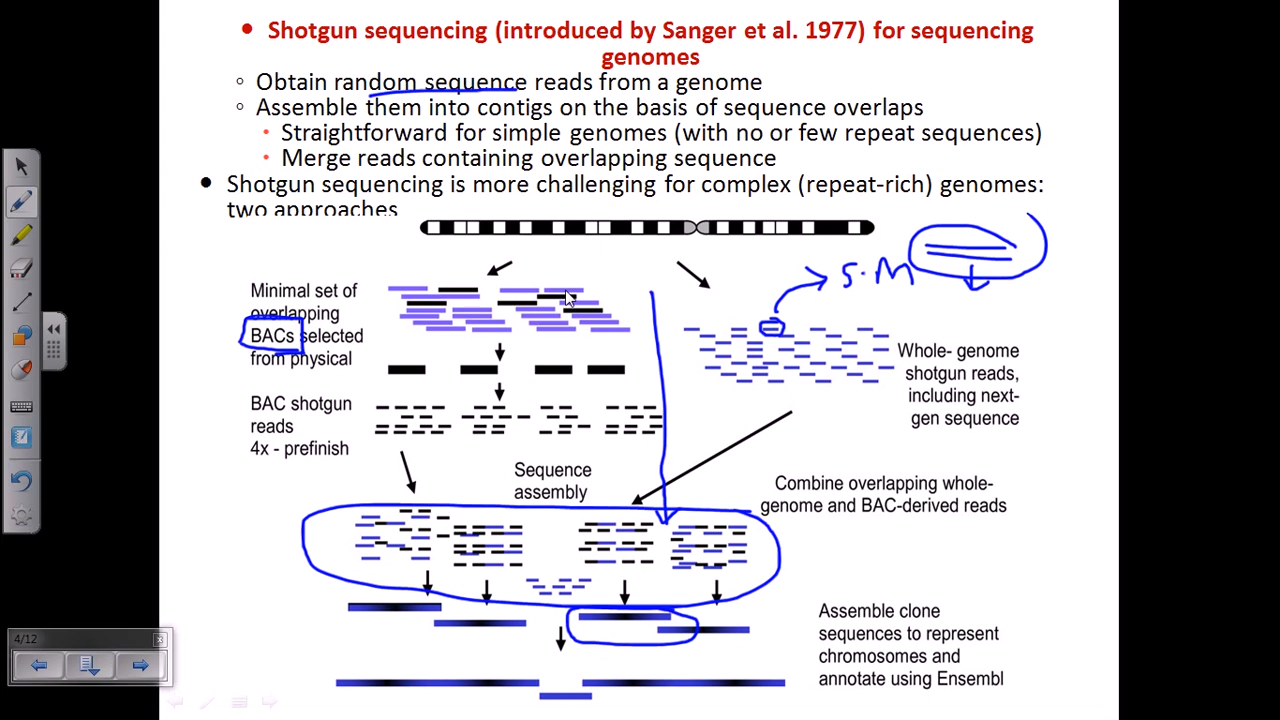 • Shotgun sequencing (introduced by Sanger et al. 1977) for sequencing
genomes
◦ Obtain random sequence reads from a genome
◦ Assemble them into contigs on the basis of sequence overlaps
• Straightforward for simple genomes (with no or few repeat sequences)
• Merge reads containing overlapping sequence
• Shotgun sequencing is more challenging for complex (repeat-rich) genomes:
two approaches
S.M
Minimal set of
overlapping
BACs selected
from physical
Whole- genome
shotgun reads,
including next-
gen sequence
BAC shotgun
reads
4x - prefinish
Sequence
assembly
Combine overlapping whole-
genome and BAC-derived reads
Assemble clone
sequences to represent
chromosomes and
annotate using Ensembl
4/12